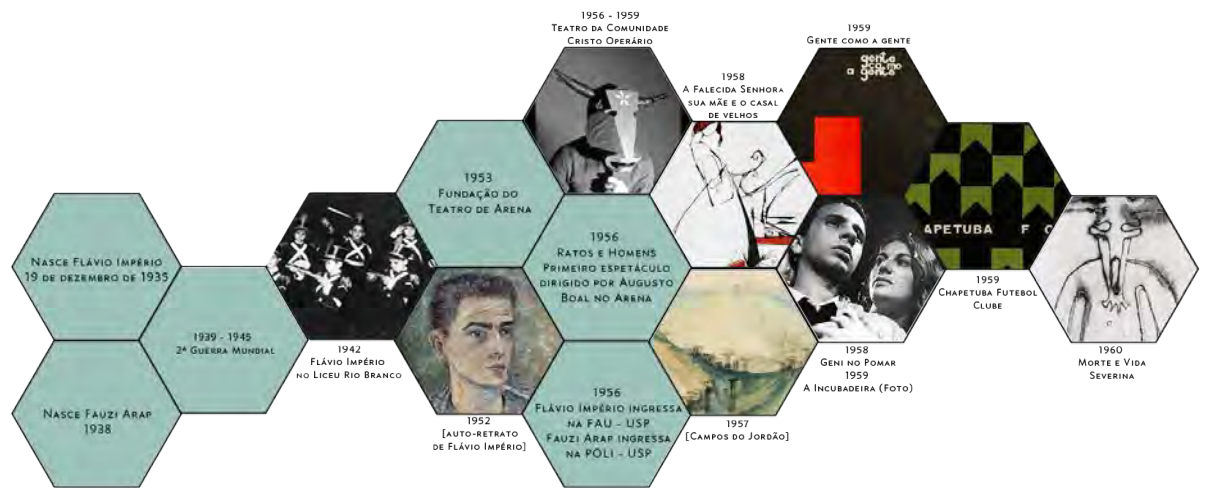 Nasce Flávio Império
19 de dezembro de 1935
Nasce Fauzi Arap
1938
1939 - 1945
2ª Guerra Mundial
1942
Flávio Império
no Liceu Rio Branco
1953
Fundação do
Teatro de Arena
1952
[auto-retrato
de Flávio Império]
1956 - 1959
Teatro da Comunidade
Cristo Operário
1956
Ratos e Homens
Primeiro espetáculo
dirigido por Augusto
Boal no Arena
1956
Flávio Império ingressa
na FAU - USP
Fauzi Arap ingressa
na POLI - USP
1958
A Falecida Senhora
sua mãe e o casal
de velhos
1957
[Campos do Jordão]
1959
Gente como a gente
gente
como
a gente
1958
Geni no Pomar
1959
A Incubadeira (Foto)
APETUBA F
1959
Chapetuba Futebol
Clube
1960
Morte e Vida
Severina